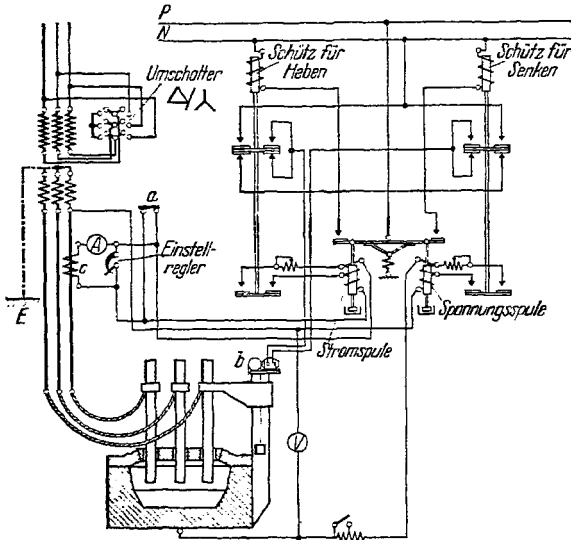 P
N
Schütz für
Heben
Schütz für
Senken
Umschalter
Δ/⅄
a
A
c
Einstell-
regler
E
Stromspule
Spannungsspule
b
V